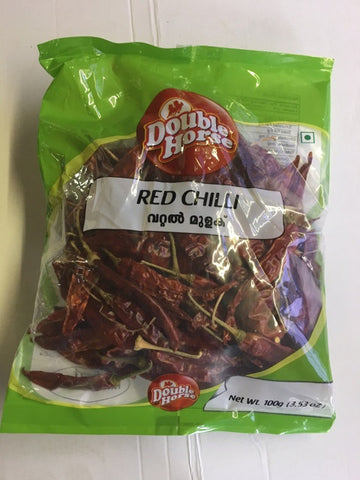 Double
Horse
RED CHILLI
വറ്റൽ മുളക്
Double
Horse
Net Wt. 100g (3.53 oz)